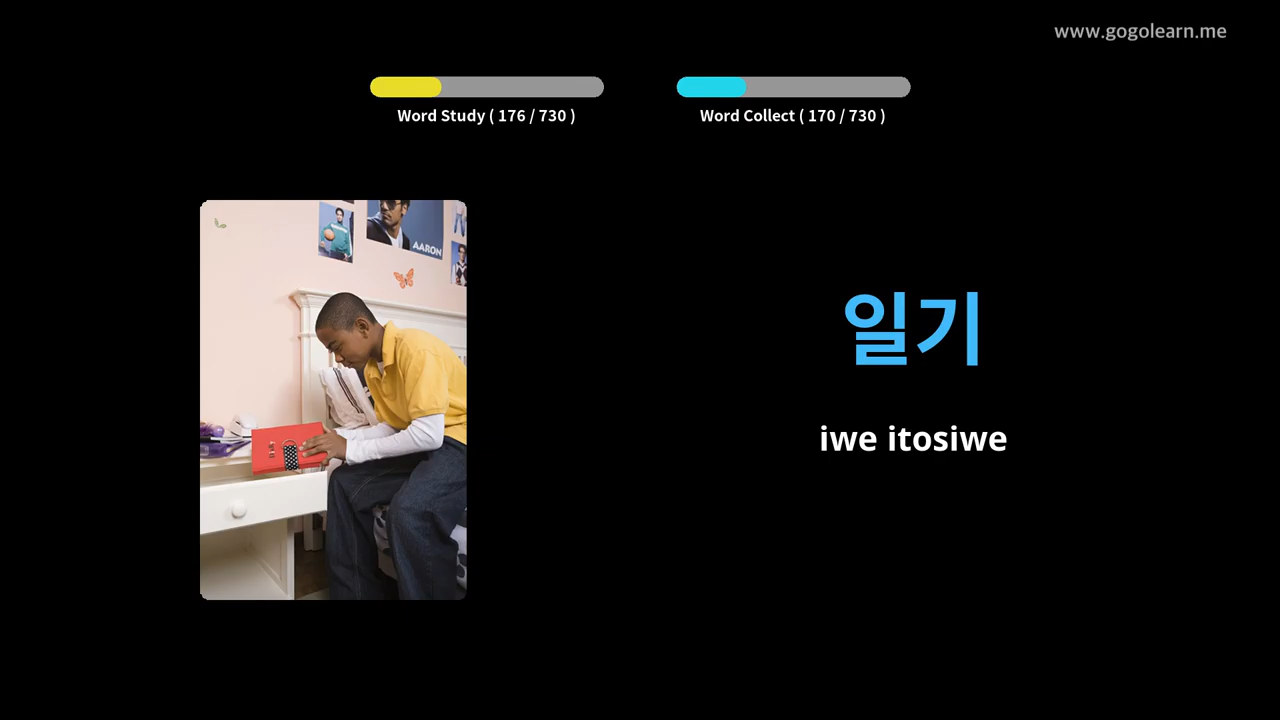 www.gogolearn.me
Word Study ( 176 / 730 )
Word Collect ( 170 / 730 )
AARON
일기
iwe itosiwe